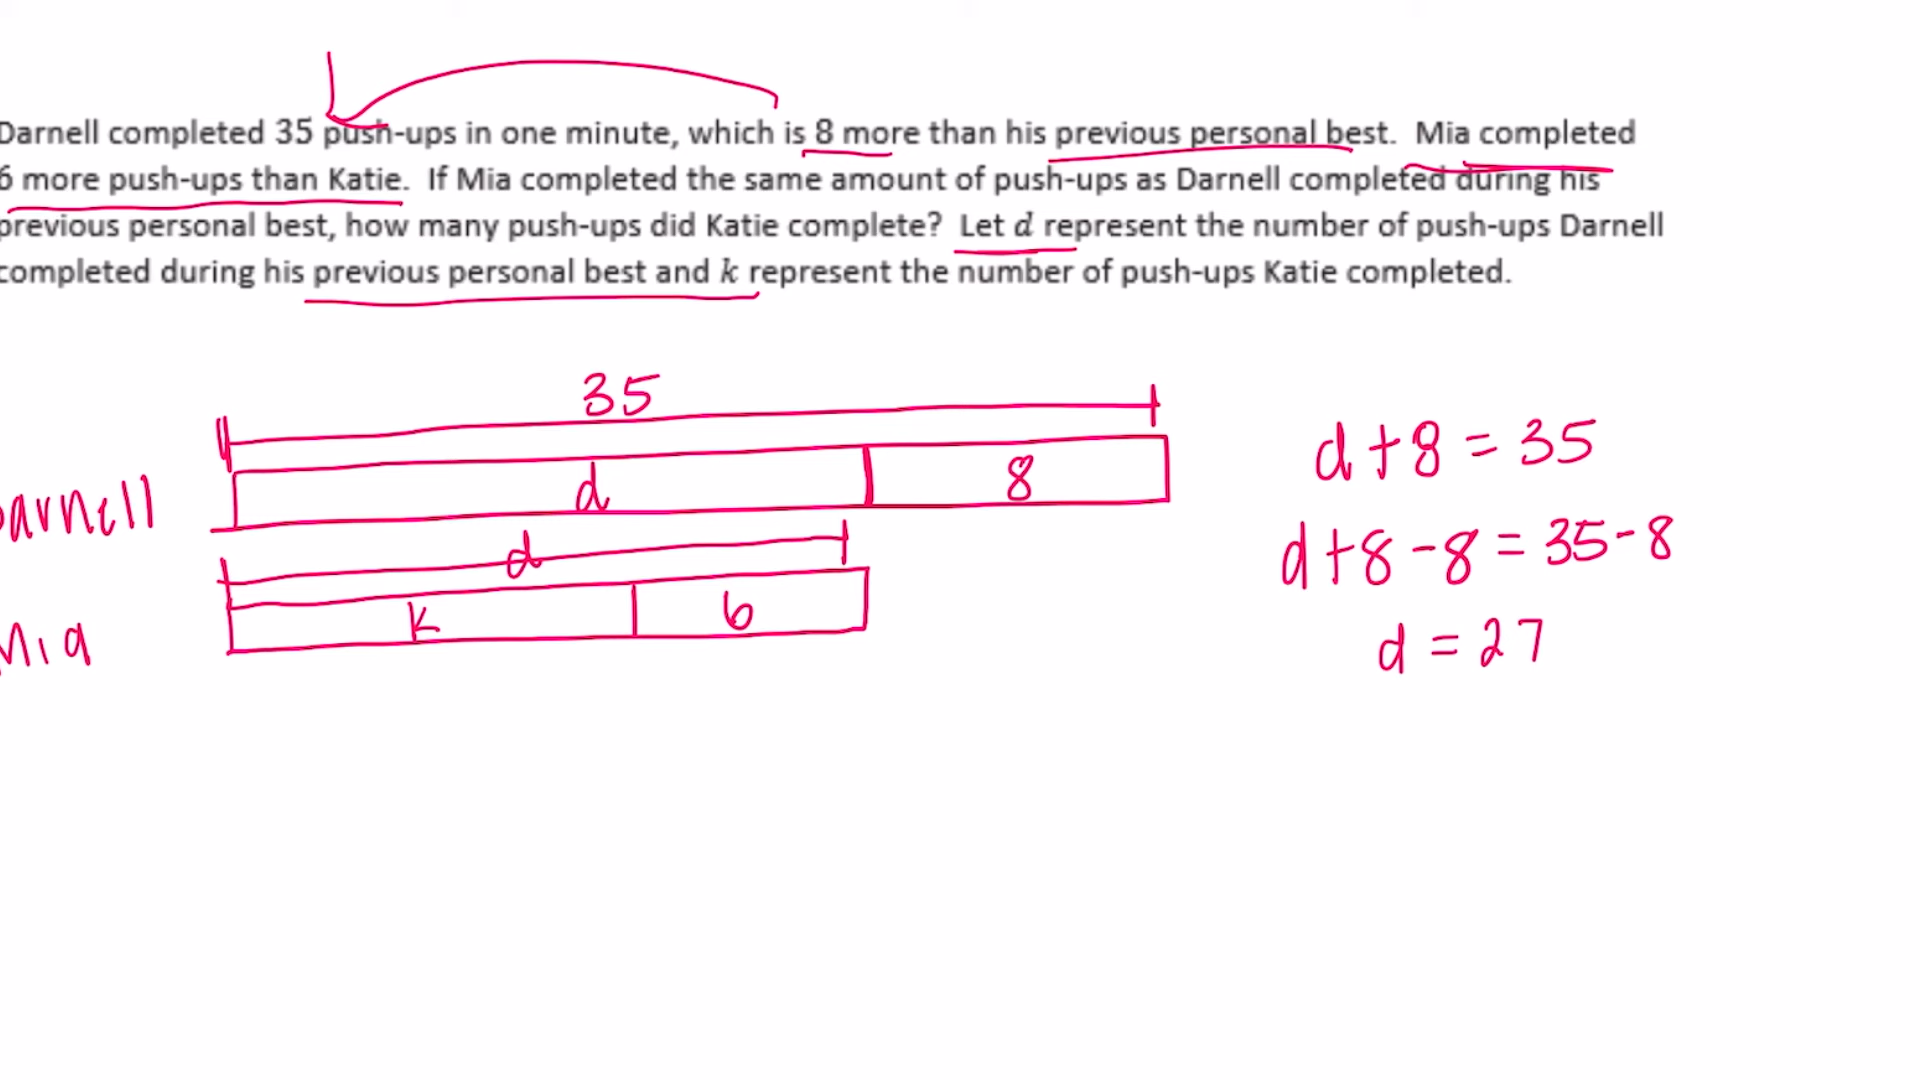 Darnell completed 35 push-ups in one minute, which is 8 more than his previous personal best. Mia completed
6 more push-ups than Katie. If Mia completed the same amount of push-ups as Darnell completed during his
previous personal best, how many push-ups did Katie complete? Let d represent the number of push-ups Darnell
completed during his previous personal best and k represent the number of push-ups Katie completed.
35
Darnell d 8
d
Mia k 6
d + 8 = 35
d + 8 - 8 = 35 - 8
d = 27